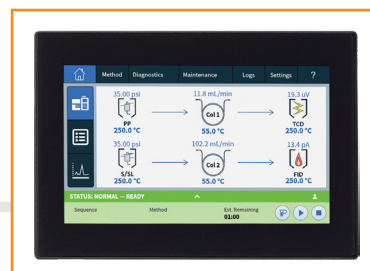 Method Diagnostics Maintenance Logs Settings ?
35.00 psi 11.8 mL/min 19.3 uV
Col 1
PP TCD
250.0 °C 55.0 °C 250.0 °C
35.00 psi 102.2 mL/min 13.4 pA
Col 2
S/SL FID
250.0 °C 55.0 °C 250.0 °C
STATUS: NORMAL — READY
Sequence Method Est. Remaining
01:00